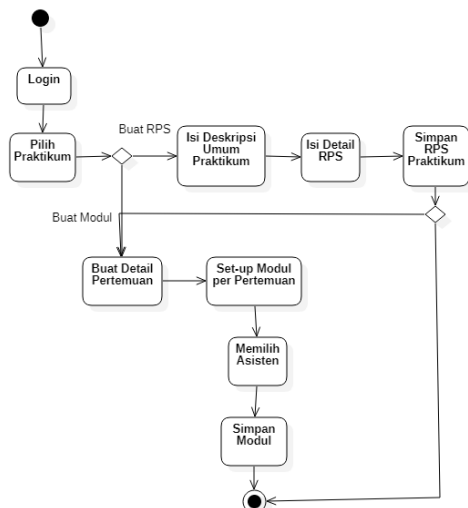 Login
Pilih
Praktikum
Buat RPS
Isi Deskripsi
Umum
Praktikum
Isi Detail
RPS
Simpan
RPS
Praktikum
Buat Modul
Buat Detail
Pertemuan
Set-up Modul
per Pertemuan
Memilih
Asisten
Simpan
Modul